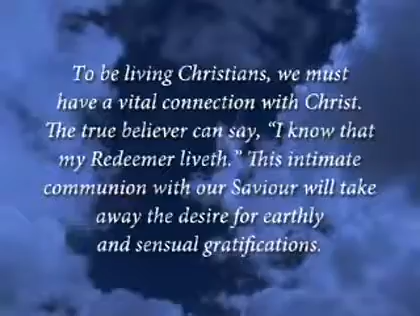 To be living Christians, we must
have a vital connection with Christ.
The true believer can say, “I know that
my Redeemer liveth.” This intimate
communion with our Saviour will take
away the desire for earthly
and sensual gratifications.